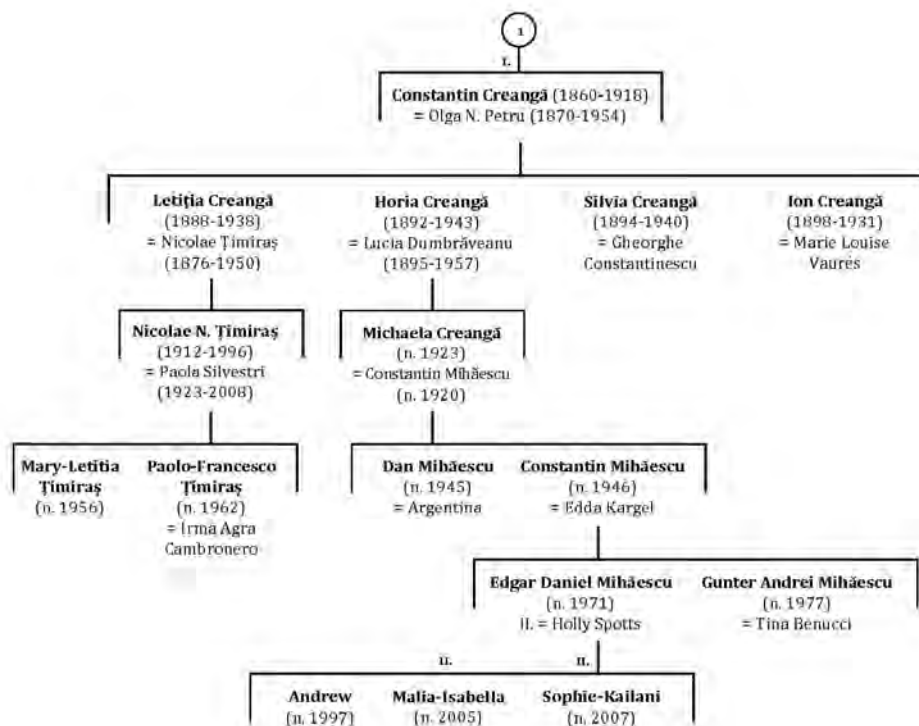 1
I.
Constantin Creangă (1860-1918)
= Olga N. Petru (1870-1954)
Letiția Creangă
(1888-1938)
= Nicolae Țimiraș
(1876-1950)
Horia Creangă
(1892-1943)
= Lucia Dumbrăveanu
(1895-1957)
Silvia Creangă
(1894-1940)
= Gheorghe
Constantinescu
Ion Creangă
(1898-1931)
= Marie Louise
Vaures
Nicolae N. Țimiraș
(1912-1996)
= Paola Silvestri
(1923-2008)
Michaela Creangă
(n. 1923)
= Constantin Mihăescu
(n. 1920)
Mary-Letitia
Țimiraș
(n. 1956)
Paolo-Francesco
Țimiraș
(n. 1962)
= Irma Agra
Cambronero
Dan Mihăescu
(n. 1945)
= Argentina
Constantin Mihăescu
(n. 1946)
= Edda Kargel
Edgar Daniel Mihăescu
(n. 1971)
II. = Holly Spotts
Gunter Andrei Mihăescu
(n. 1977)
= Tina Benucci
II.
II.
Andrew
(n. 1997)
Malia-Isabella
(n. 2005)
Sophie-Kailani
(n. 2007)